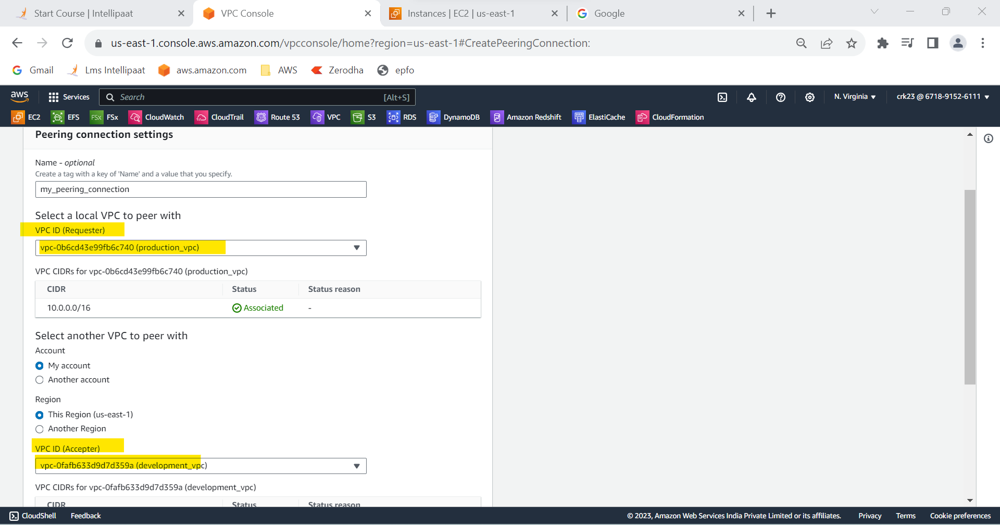 Start Course | Intellipaat
VPC Console
Instances | EC2 | us-east-1
Google
us-east-1.console.aws.amazon.com/vpcconsole/home?region=us-east-1#CreatePeeringConnection:
Gmail
Lms Intellipaat
aws.amazon.com
AWS
Zerodha
epfo
aws
Services
Search
[Alt+S]
N. Virginia
crk23 @ 6718-9152-6111
EC2
EFS
FSx
FSx
CloudWatch
CloudTrail
Route 53
VPC
S3
RDS
DynamoDB
Amazon Redshift
ElastiCache
CloudFormation
Peering connection settings
Name - optional
Create a tag with a key of 'Name' and a value that you specify.
my_peering_connection
Select a local VPC to peer with
VPC ID (Requester)
vpc-0b6cd43e99fb6c740 (production_vpc)
VPC CIDRs for vpc-0b6cd43e99fb6c740 (production_vpc)
CIDR Status Status reason
10.0.0.0/16 Associated -
Select another VPC to peer with
Account
My account
Another account
Region
This Region (us-east-1)
Another Region
VPC ID (Accepter)
vpc-0fafb633d9d7d359a (development_vpc)
VPC CIDRs for vpc-0fafb633d9d7d359a (development_vpc)
CIDR Status Status reason
CloudShell
Feedback
© 2023, Amazon Web Services India Private Limited or its affiliates.
Privacy
Terms
Cookie preferences